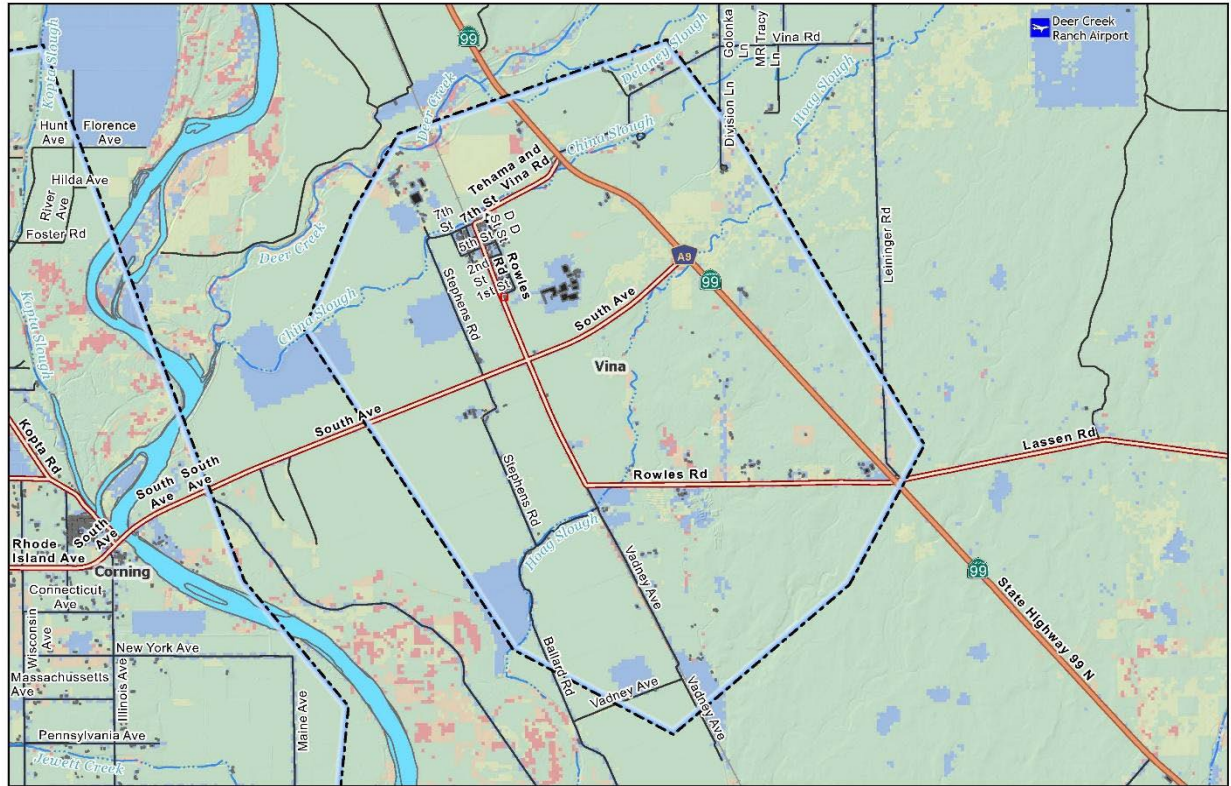 99
Deer Creek
Ranch Airport
Kopta Slough
Hunt
Ave
Florence
Ave
Hilda Ave
River
Ave
Foster Rd
Kopta Slough
Deer Creek
Delaney Slough
Division Ln
Golonka
Ln
MR Tracy
Ln
Vina Rd
Hoag Slough
China Slough
Tehama and
Vina Rd
7th
St
7th St
5th St
2nd
St
1st St
D
St
D
St
Rowles
Rd
Deer Creek
China Slough
Stephens Rd
South Ave
A9
99
Leininger Rd
Vina
South Ave
Kopta Rd
South
Ave
South
Ave
South
Ave
Rhode
Island Ave
Corning
Connecticut
Ave
Wisconsin
Ave
New York Ave
Massachussetts
Ave
Illinois Ave
Maine Ave
Pennsylvania Ave
Jewett Creek
Stephens Rd
Hoag Slough
Rowles Rd
Lassen Rd
Vadney Ave
Ballard Rd
Vadney Ave
Vadney Ave
99
State Highway 99 N